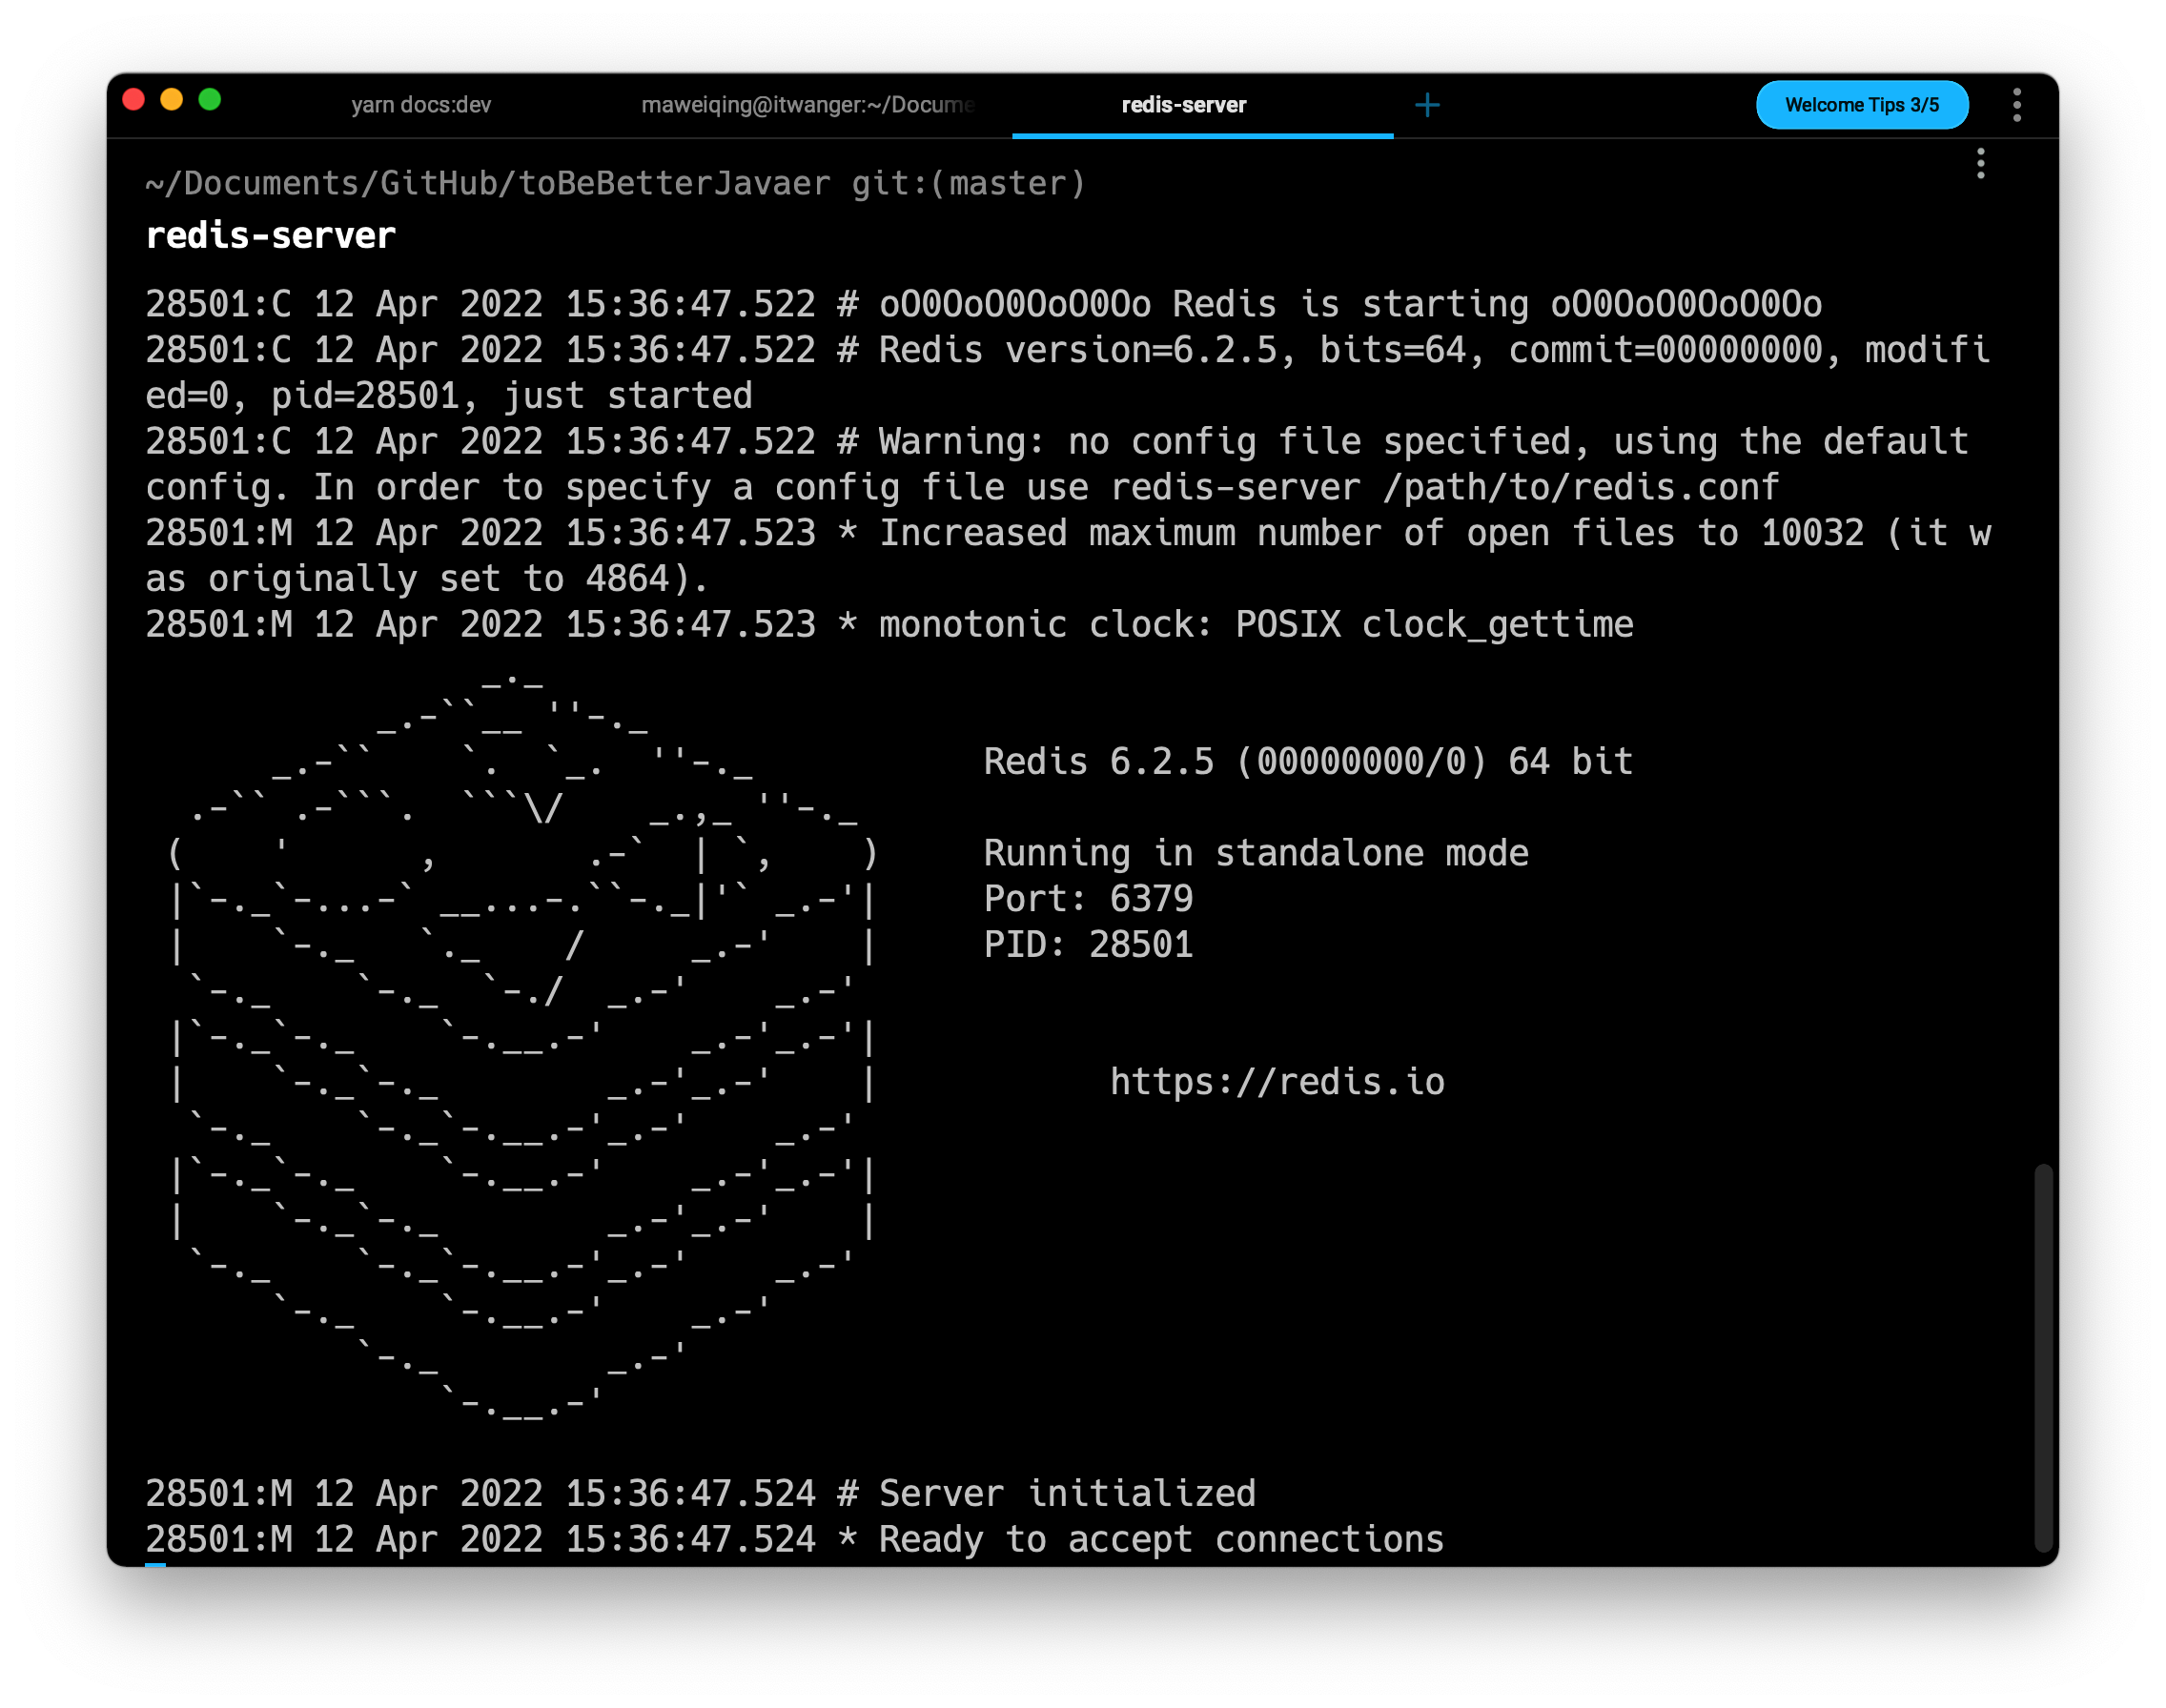 yarn docs:dev
maweiqing@itwanger:~/Docume
redis-server
Welcome Tips 3/5
~/Documents/GitHub/toBeBetterJavaer git:(master)
redis-server
28501:C 12 Apr 2022 15:36:47.522 # oO0OoO0OoO0Oo Redis is starting oO0OoO0OoO0Oo
28501:C 12 Apr 2022 15:36:47.522 # Redis version=6.2.5, bits=64, commit=00000000, modifi
ed=0, pid=28501, just started
28501:C 12 Apr 2022 15:36:47.522 # Warning: no config file specified, using the default
config. In order to specify a config file use redis-server /path/to/redis.conf
28501:M 12 Apr 2022 15:36:47.523 * Increased maximum number of open files to 10032 (it w
as originally set to 4864).
28501:M 12 Apr 2022 15:36:47.523 * monotonic clock: POSIX clock_gettime
Redis 6.2.5 (00000000/0) 64 bit
Running in standalone mode
Port: 6379
PID: 28501
https://redis.io
28501:M 12 Apr 2022 15:36:47.524 # Server initialized
28501:M 12 Apr 2022 15:36:47.524 * Ready to accept connections